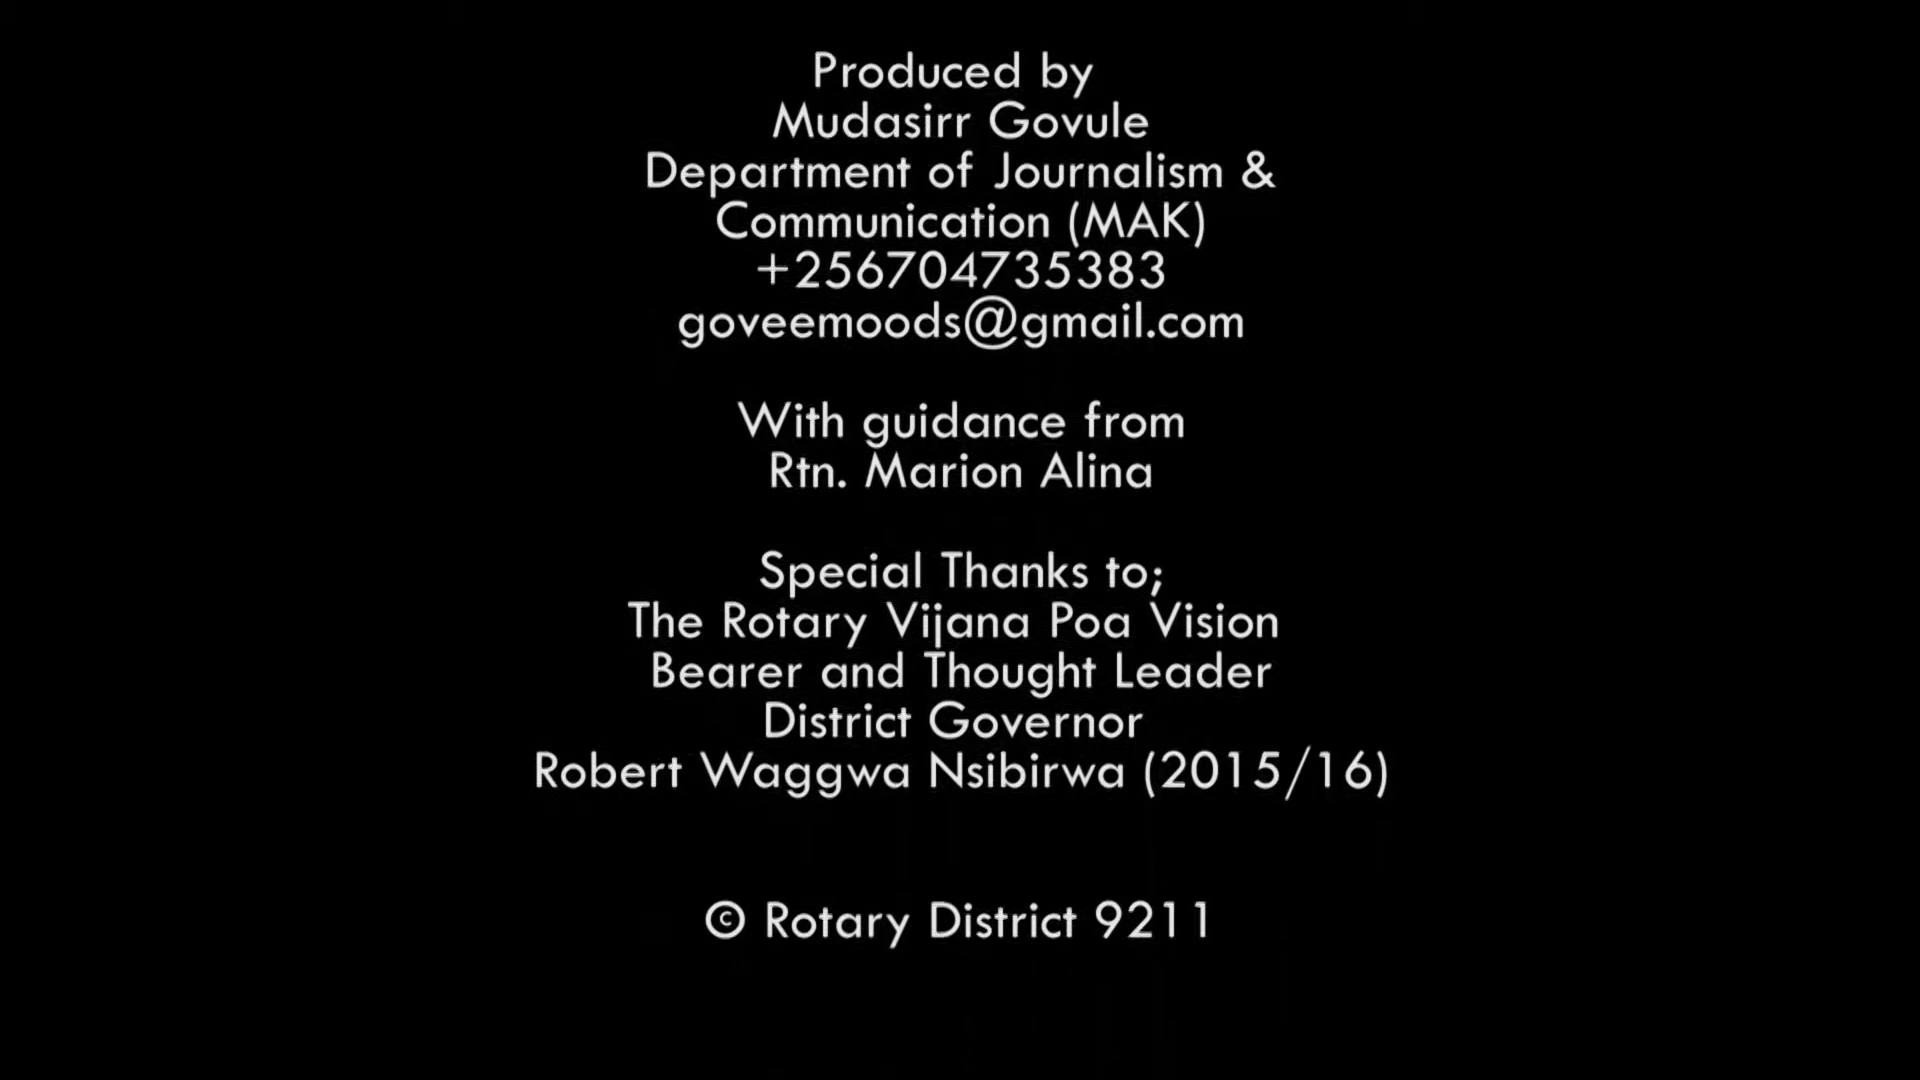 Produced by
Mudasirr Govule
Department of Journalism &
Communication (MAK)
+256704735383
goveemoods@gmail.com
With guidance from
Rtn. Marion Alina
Special Thanks to;
The Rotary Vijana Poa Vision
Bearer and Thought Leader
District Governor
Robert Waggwa Nsibirwa (2015/16)
© Rotary District 9211